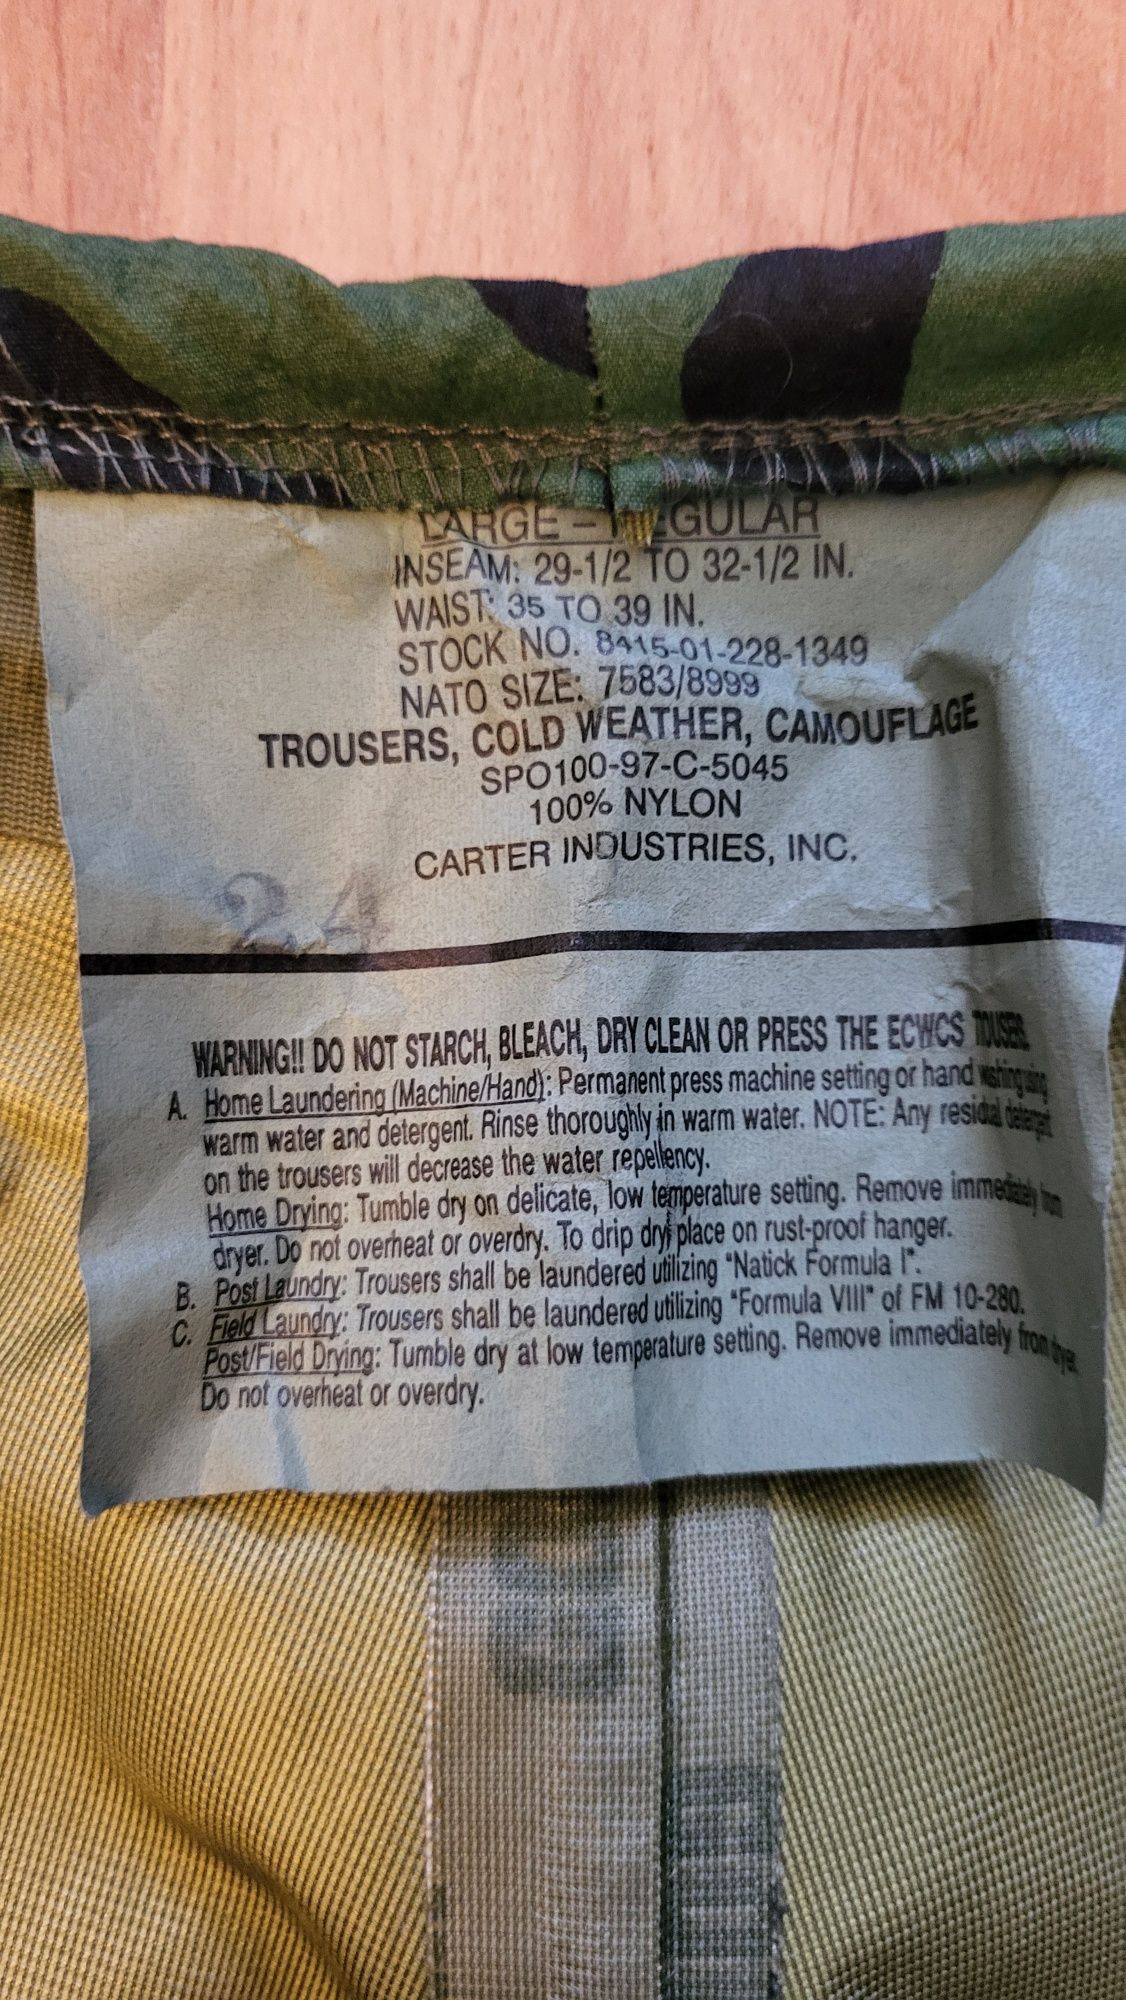 LARGE - REGULAR
INSEAM: 29-1/2 TO 32-1/2 IN.
WAIST: 35 TO 39 IN.
STOCK NO. 8415-01-228-1349
NATO SIZE: 7583/8999
TROUSERS, COLD WEATHER, CAMOUFLAGE
SPO100-97-C-5045
100% NYLON
CARTER INDUSTRIES, INC.
24
WARNING!! DO NOT STARCH, BLEACH, DRY CLEAN OR PRESS THE ECWCS TOUSERS.
A. Home Laundering (Machine/Hand): Permanent press machine setting or hand washing using
warm water and detergent. Rinse thoroughly in warm water. NOTE: Any residual detergent
on the trousers will decrease the water repellency.
Home Drying: Tumble dry on delicate, low temperature setting. Remove immediately from
dryer. Do not overheat or overdry. To drip dry, place on rust-proof hanger.
B. Post Laundry: Trousers shall be laundered utilizing "Natick Formula I".
C. Field Laundry: Trousers shall be laundered utilizing "Formula VIII" of FM 10-280.
Post/Field Drying: Tumble dry at low temperature setting. Remove immediately from dryer.
Do not overheat or overdry.